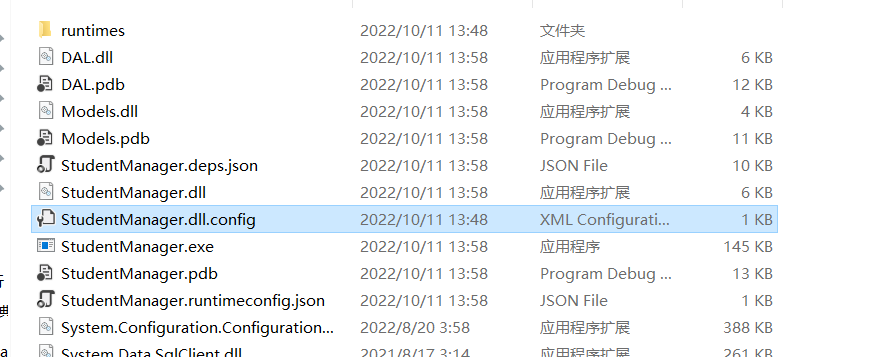 runtimes 2022/10/11 13:48 文件夹
DAL.dll 2022/10/11 13:58 应用程序扩展 6 KB
DAL.pdb 2022/10/11 13:58 Program Debug ... 12 KB
Models.dll 2022/10/11 13:58 应用程序扩展 4 KB
Models.pdb 2022/10/11 13:58 Program Debug ... 11 KB
StudentManager.deps.json 2022/10/11 13:58 JSON File 10 KB
StudentManager.dll 2022/10/11 13:58 应用程序扩展 6 KB
StudentManager.dll.config 2022/10/11 13:48 XML Configurati... 1 KB
StudentManager.exe 2022/10/11 13:58 应用程序 145 KB
StudentManager.pdb 2022/10/11 13:58 Program Debug ... 13 KB
StudentManager.runtimeconfig.json 2022/10/11 13:58 JSON File 1 KB
System.Configuration.Configuration... 2022/8/20 3:58 应用程序扩展 388 KB
System.Data.SqlClient.dll 2021/8/17 3:14 应用程序扩展 261 KB